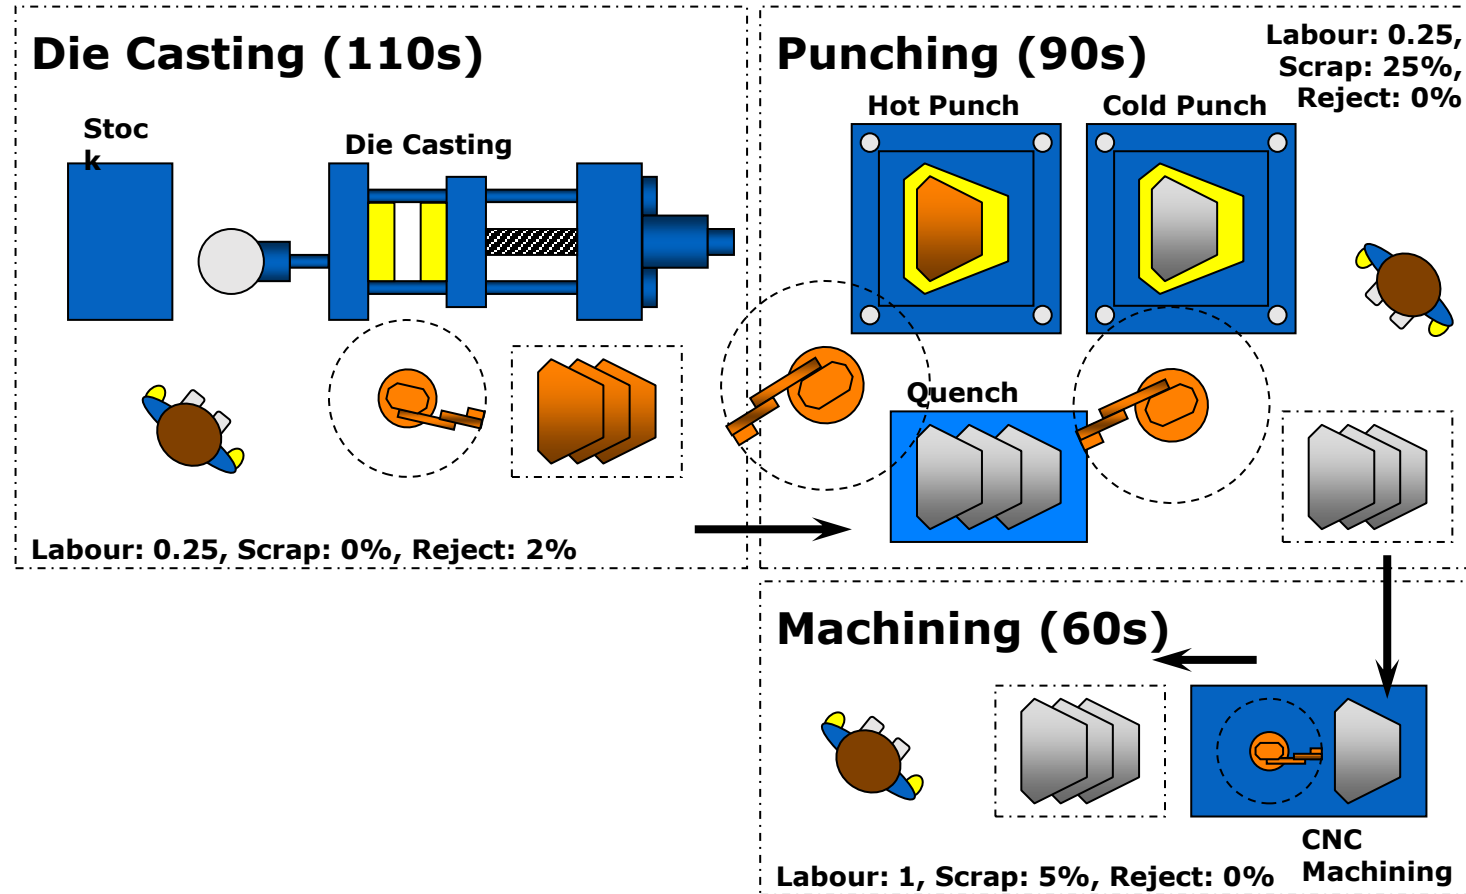 Die Casting (110s)
Stoc
k
Die Casting
Labour: 0.25, Scrap: 0%, Reject: 2%
Punching (90s)
Labour: 0.25,
Scrap: 25%,
Reject: 0%
Hot Punch
Cold Punch
Quench
Machining (60s)
CNC
Machining
Labour: 1, Scrap: 5%, Reject: 0%